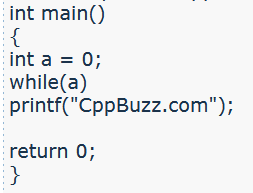 int main()
{
int a = 0;
while(a)
printf("CppBuzz.com");
return 0;
}